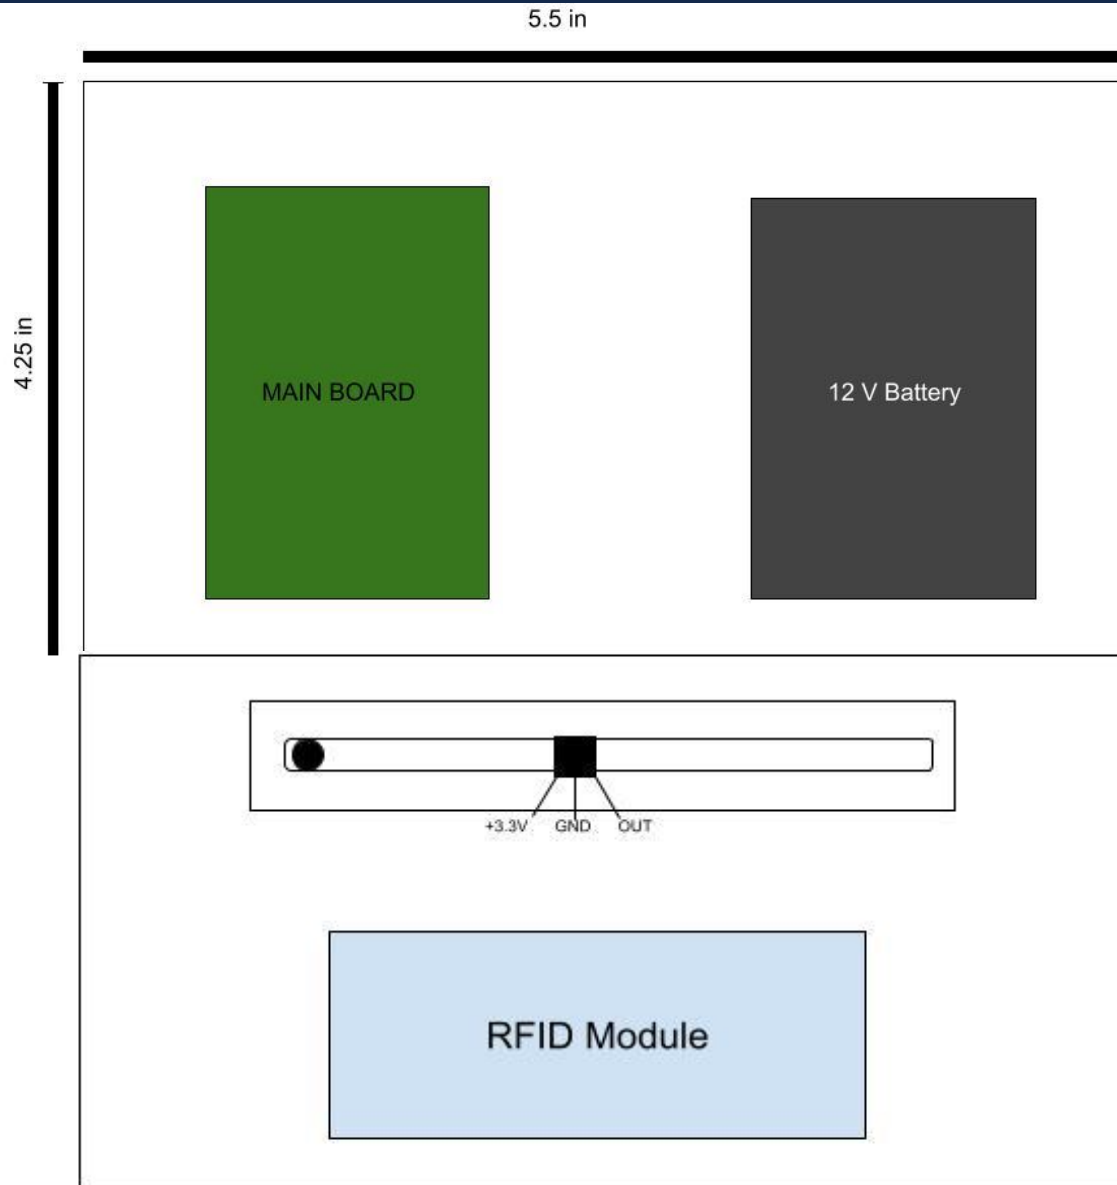 5.5 in
4.25 in
MAIN BOARD
12 V Battery
+3.3V GND OUT
RFID Module